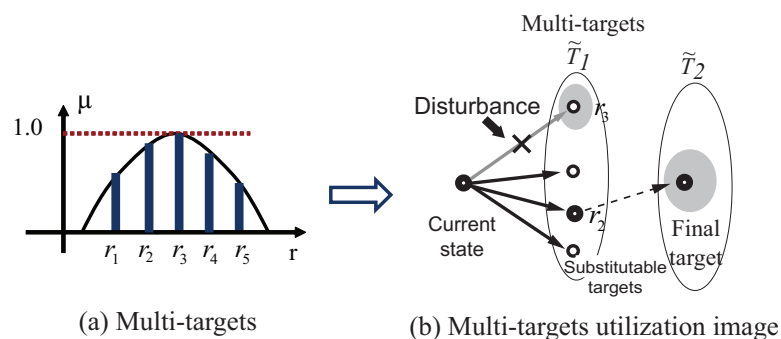 μ
1.0
r₁ r₂ r₃ r₄ r₅ r
(a) Multi-targets
Multi-targets
T̃₁
T̃₂
Disturbance
r₃
Current
state
r₂
Substitutable
targets
Final
target
(b) Multi-targets utilization image